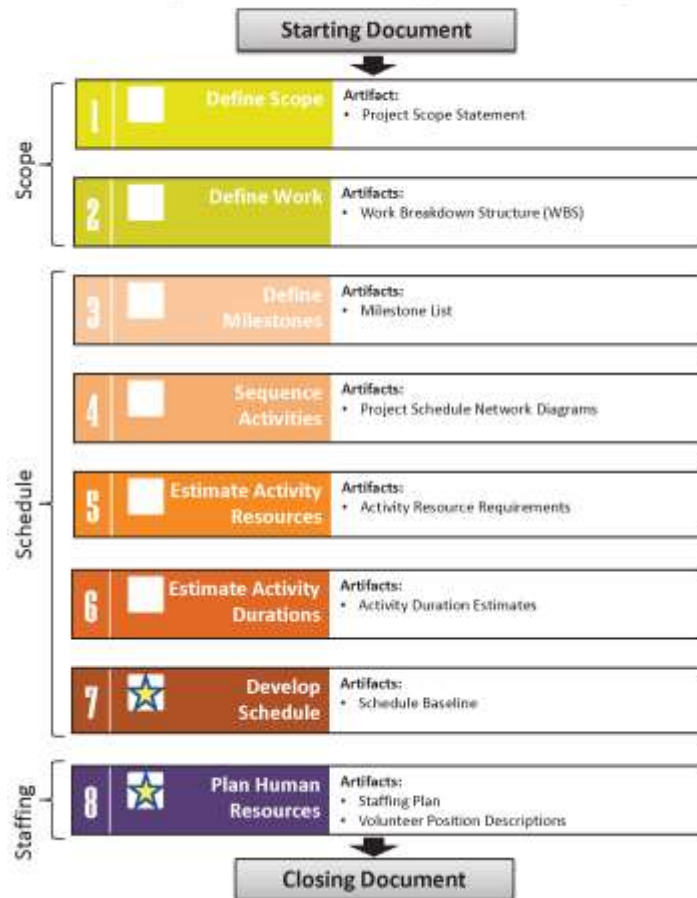 Starting Document
Scope
1
Define Scope
Artifact:
• Project Scope Statement
2
Define Work
Artifacts:
• Work Breakdown Structure (WBS)
Schedule
3
Define
Milestones
Artifacts:
• Milestone List
4
Sequence
Activities
Artifacts:
• Project Schedule Network Diagrams
5
Estimate Activity
Resources
Artifacts:
• Activity Resource Requirements
6
Estimate Activity
Durations
Artifacts:
• Activity Duration Estimates
7
Develop
Schedule
Artifacts:
• Schedule Baseline
Staffing
8
Plan Human
Resources
Artifacts:
• Staffing Plan
• Volunteer Position Descriptions
Closing Document